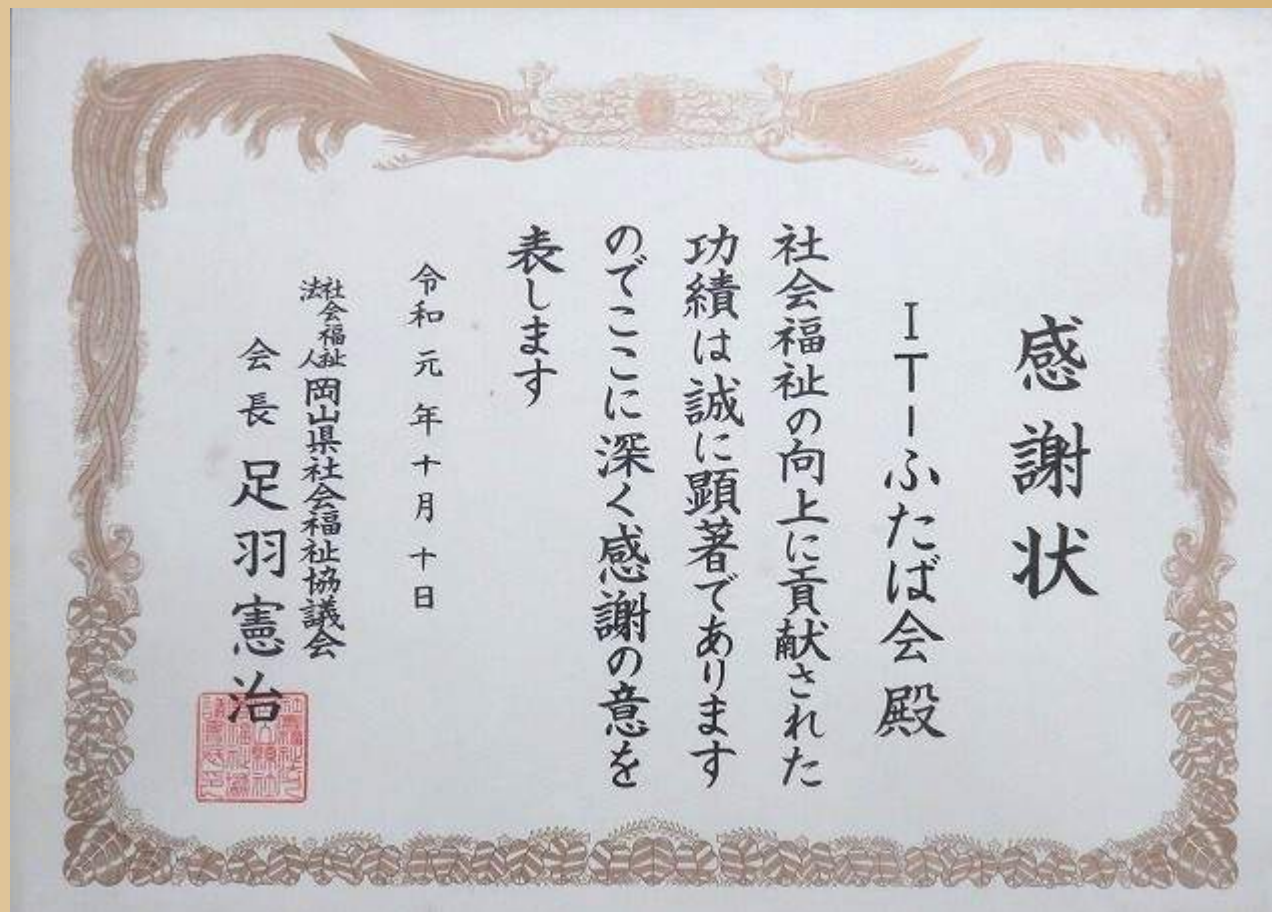 感謝状
ITーふたば会殿
社会福祉の向上に貢献された
功績は誠に顕著であります
のでここに深く感謝の意を
表します
令和元年十月十日
社会福祉法人 岡山県社会福祉協議会
会長 足羽憲治